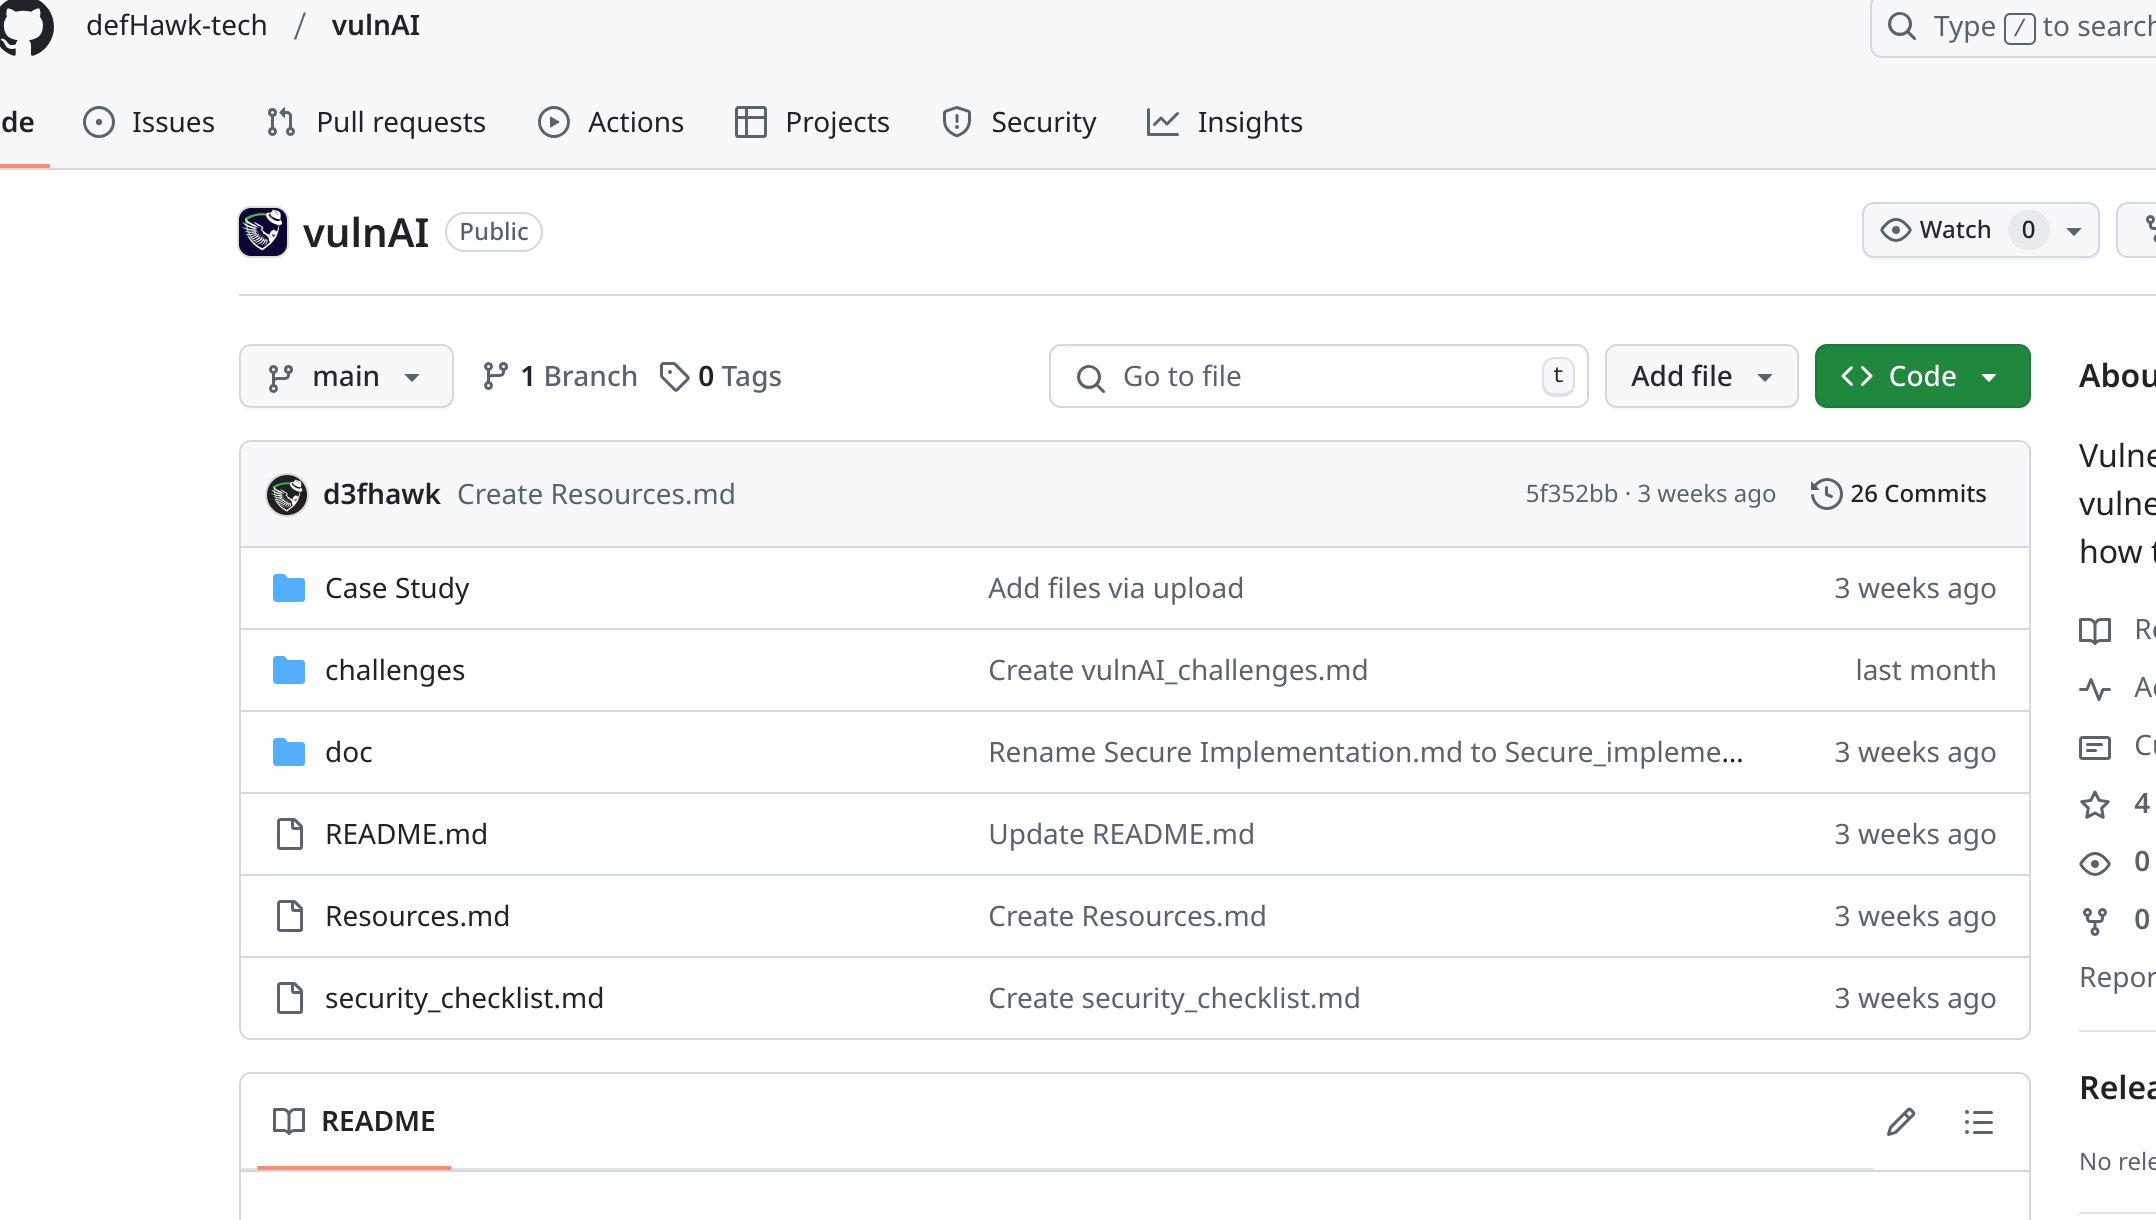 defHawk-tech / vulnAI
Type / to search
de Issues Pull requests Actions Projects Security Insights
vulnAI Public
Watch 0
main 1 Branch 0 Tags
Go to file t
Add file
Code
d3fhawk Create Resources.md 5f352bb · 3 weeks ago 26 Commits
Case Study Add files via upload 3 weeks ago
challenges Create vulnAI_challenges.md last month
doc Rename Secure Implementation.md to Secure_impleme... 3 weeks ago
README.md Update README.md 3 weeks ago
Resources.md Create Resources.md 3 weeks ago
security_checklist.md Create security_checklist.md 3 weeks ago
README
Abou
Vulne
vulne
how t
Re
4
0
0
Repor
Relea
No rele